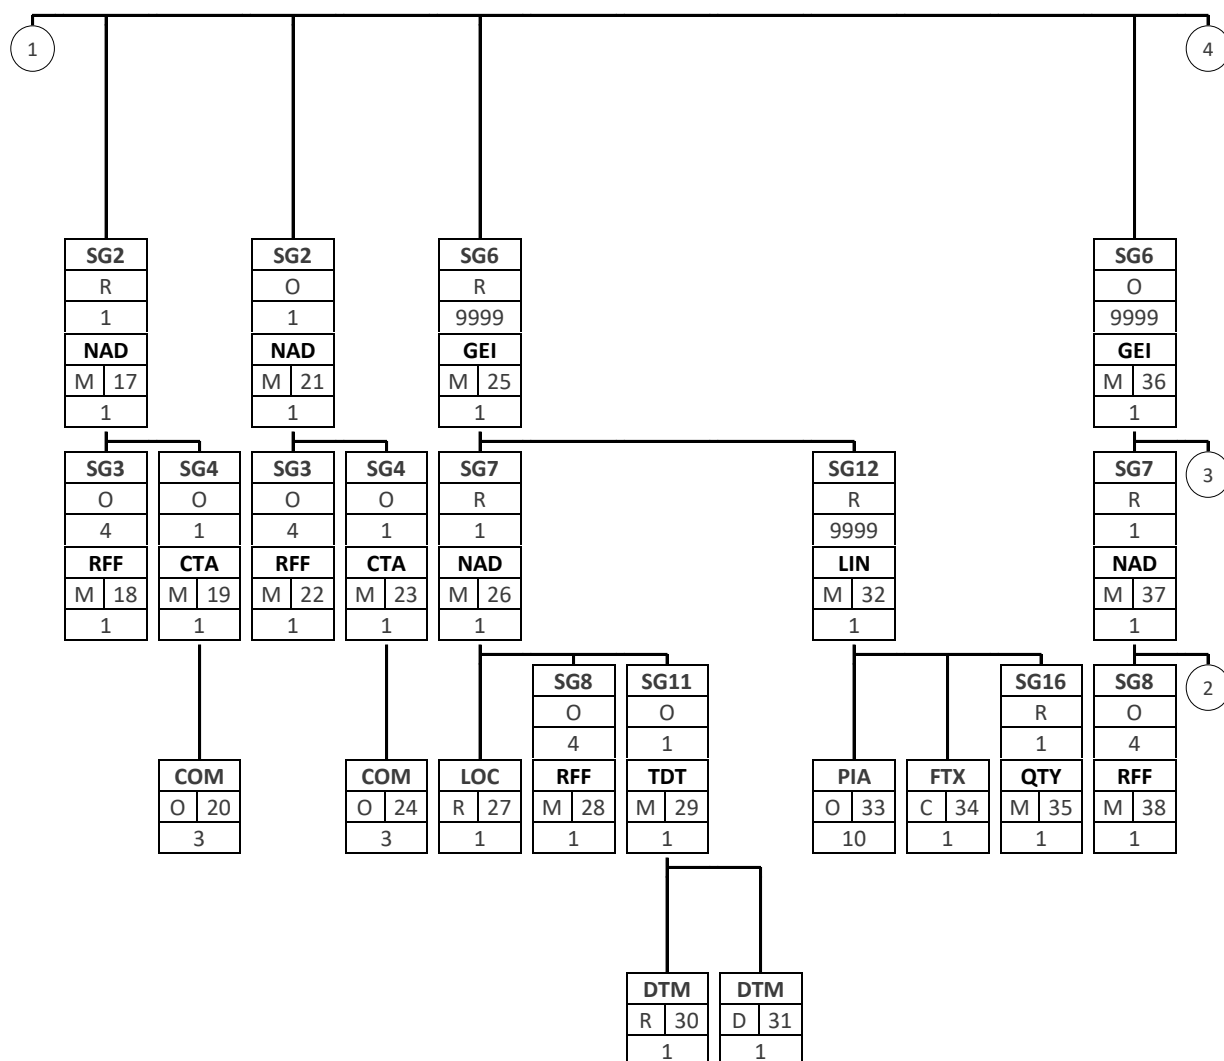 1 4
SG2 SG2 SG6 SG6
R O R O
1 1 9999 9999
NAD NAD GEI GEI
M 17 M 21 M 25 M 36
1 1 1 1
SG3 SG4 SG3 SG4 SG7 SG12 SG7 3
O O O O R R R
4 1 4 1 1 9999 1
RFF CTA RFF CTA NAD LIN NAD
M 18 M 19 M 22 M 23 M 26 M 32 M 37
1 1 1 1 1 1 1
SG8 SG11 SG16 SG8 2
O O R O
4 1 1 4
COM COM LOC RFF TDT PIA FTX QTY RFF
O 20 O 24 R 27 M 28 M 29 O 33 C 34 M 35 M 38
3 3 1 1 1 10 1 1 1
DTM DTM
R 30 D 31
1 1